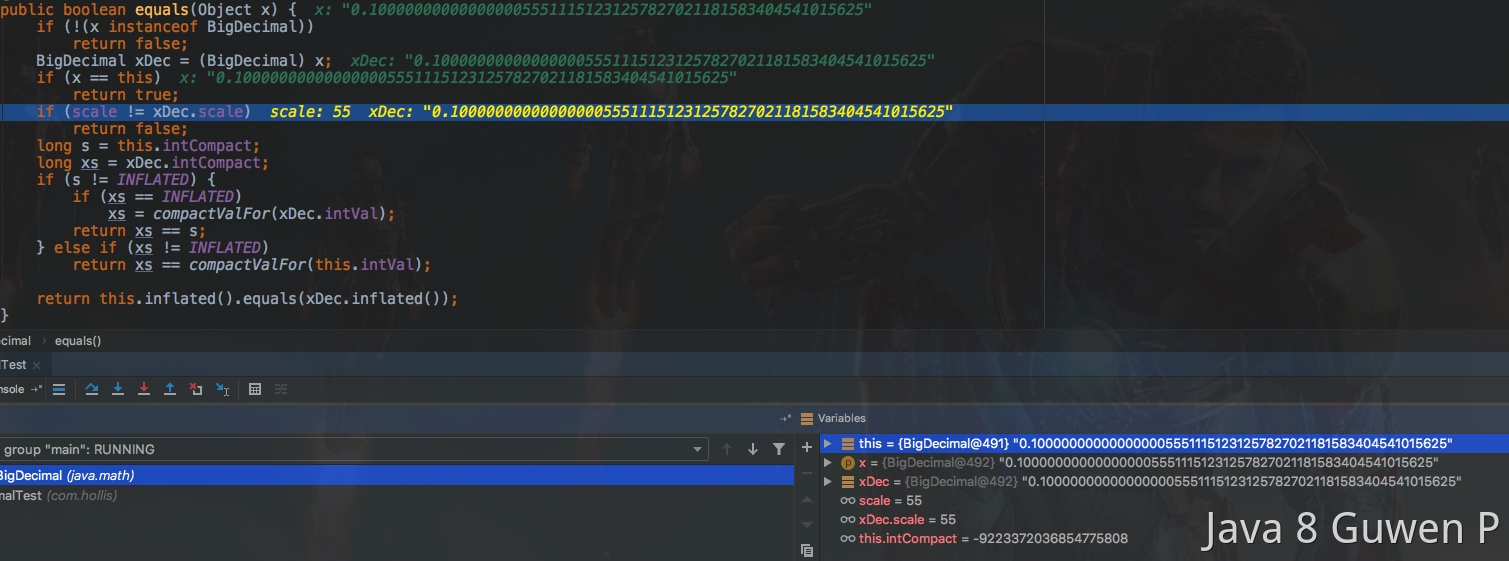 public boolean equals(Object x) {  x: "0.1000000000000000055511151231257827021181583404541015625"
if (!(x instanceof BigDecimal))
return false;
BigDecimal xDec = (BigDecimal) x;  xDec: "0.1000000000000000055511151231257827021181583404541015625"
if (x == this)  x: "0.1000000000000000055511151231257827021181583404541015625"
return true;
if (scale != xDec.scale)  scale: 55  xDec: "0.1000000000000000055511151231257827021181583404541015625"
return false;
long s = this.intCompact;
long xs = xDec.intCompact;
if (s != INFLATED) {
if (xs == INFLATED)
xs = compactValFor(xDec.intVal);
return xs == s;
} else if (xs != INFLATED)
return xs == compactValFor(this.intVal);
return this.inflated().equals(xDec.inflated());
}
ecimal › equals()
lTest ×
nsole
Variables
group "main": RUNNING
this = {BigDecimal@491} "0.1000000000000000055511151231257827021181583404541015625"
x = {BigDecimal@492} "0.1000000000000000055511151231257827021181583404541015625"
BigDecimal (java.math)
xDec = {BigDecimal@492} "0.1000000000000000055511151231257827021181583404541015625"
malTest (com.hollis)
scale = 55
xDec.scale = 55
this.intCompact = -9223372036854775808
Java 8 Guwen P